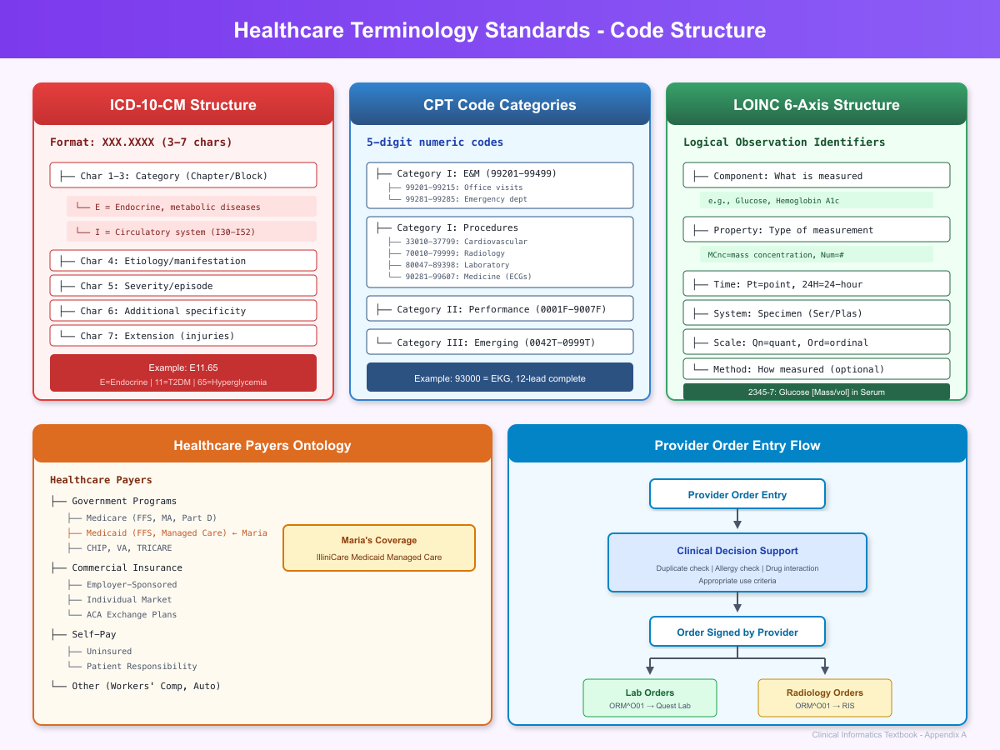 Healthcare Terminology Standards - Code Structure
ICD-10-CM Structure
Format: XXX.XXXX (3-7 chars)
├── Char 1-3: Category (Chapter/Block)
└── E = Endocrine, metabolic diseases
└── I = Circulatory system (I30-I52)
├── Char 4: Etiology/manifestation
├── Char 5: Severity/episode
├── Char 6: Additional specificity
└── Char 7: Extension (injuries)
Example: E11.65
E=Endocrine | 11=T2DM | 65=Hyperglycemia
CPT Code Categories
5-digit numeric codes
├── Category I: E&M (99201-99499)
├── 99201-99215: Office visits
└── 99281-99285: Emergency dept
├── Category I: Procedures
├── 33010-37799: Cardiovascular
├── 70010-79999: Radiology
├── 80047-89398: Laboratory
└── 90281-99607: Medicine (ECGs)
├── Category II: Performance (0001F-9007F)
└── Category III: Emerging (0042T-0999T)
Example: 93000 = EKG, 12-lead complete
LOINC 6-Axis Structure
Logical Observation Identifiers
├── Component: What is measured
e.g., Glucose, Hemoglobin A1c
├── Property: Type of measurement
MCnc=mass concentration, Num=#
├── Time: Pt=point, 24H=24-hour
├── System: Specimen (Ser/Plas)
├── Scale: Qn=quant, Ord=ordinal
└── Method: How measured (optional)
2345-7: Glucose [Mass/vol] in Serum
Healthcare Payers Ontology
Healthcare Payers
├── Government Programs
├── Medicare (FFS, MA, Part D)
├── Medicaid (FFS, Managed Care) ← Maria
├── CHIP, VA, TRICARE
├── Commercial Insurance
├── Employer-Sponsored
├── Individual Market
└── ACA Exchange Plans
├── Self-Pay
├── Uninsured
└── Patient Responsibility
└── Other (Workers' Comp, Auto)
Maria's Coverage
IlliniCare Medicaid Managed Care
Provider Order Entry Flow
Provider Order Entry
Clinical Decision Support
Duplicate check | Allergy check | Drug interaction
Appropriate use criteria
Order Signed by Provider
Lab Orders
ORM^O01 → Quest Lab
Radiology Orders
ORM^O01 → RIS
Clinical Informatics Textbook - Appendix A